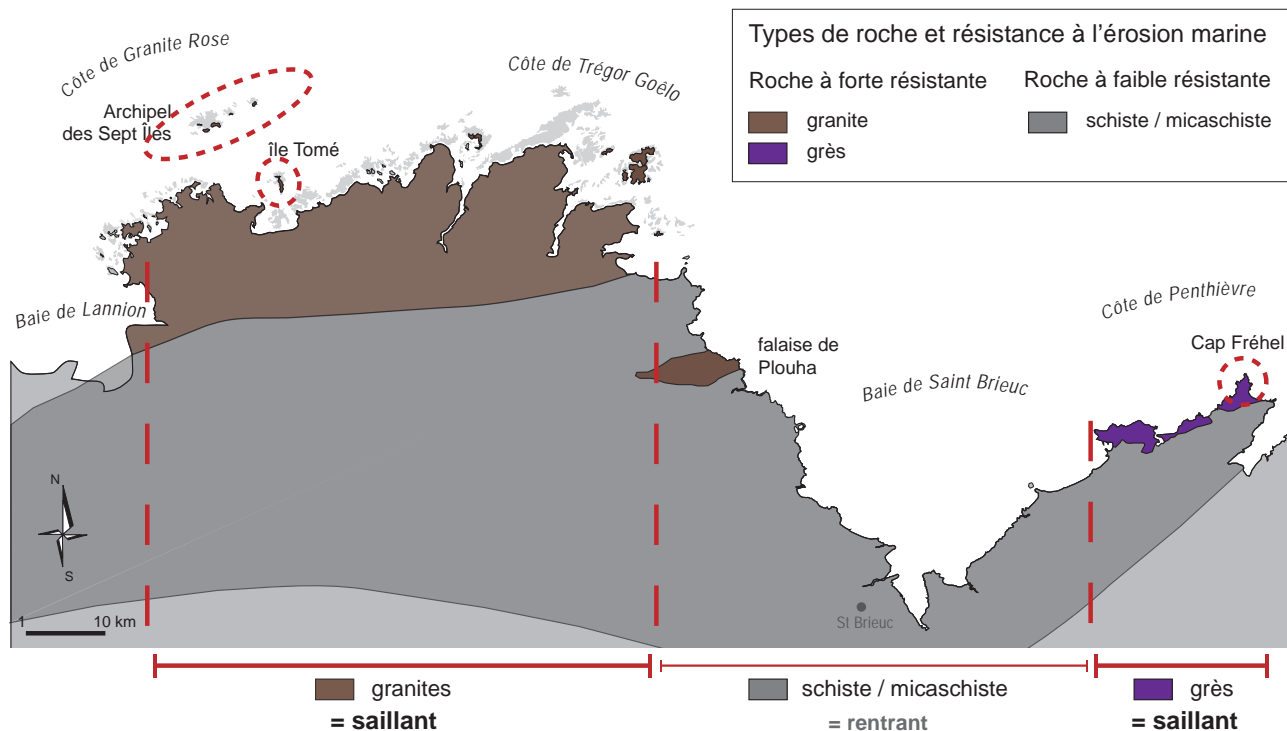 Côte de Granite Rose
Archipel
des Sept Îles
île Tomé
Côte de Trégor Goêlo
Types de roche et résistance à l'érosion marine
Roche à forte résistante
granite
grès
Roche à faible résistante
schiste / micaschiste
Baie de Lannion
falaise de
Plouha
Baie de Saint Brieuc
Côte de Penthièvre
Cap Fréhel
N
S
1 10 km
St Brieuc
granites
= saillant
schiste / micaschiste
= rentrant
grès
= saillant